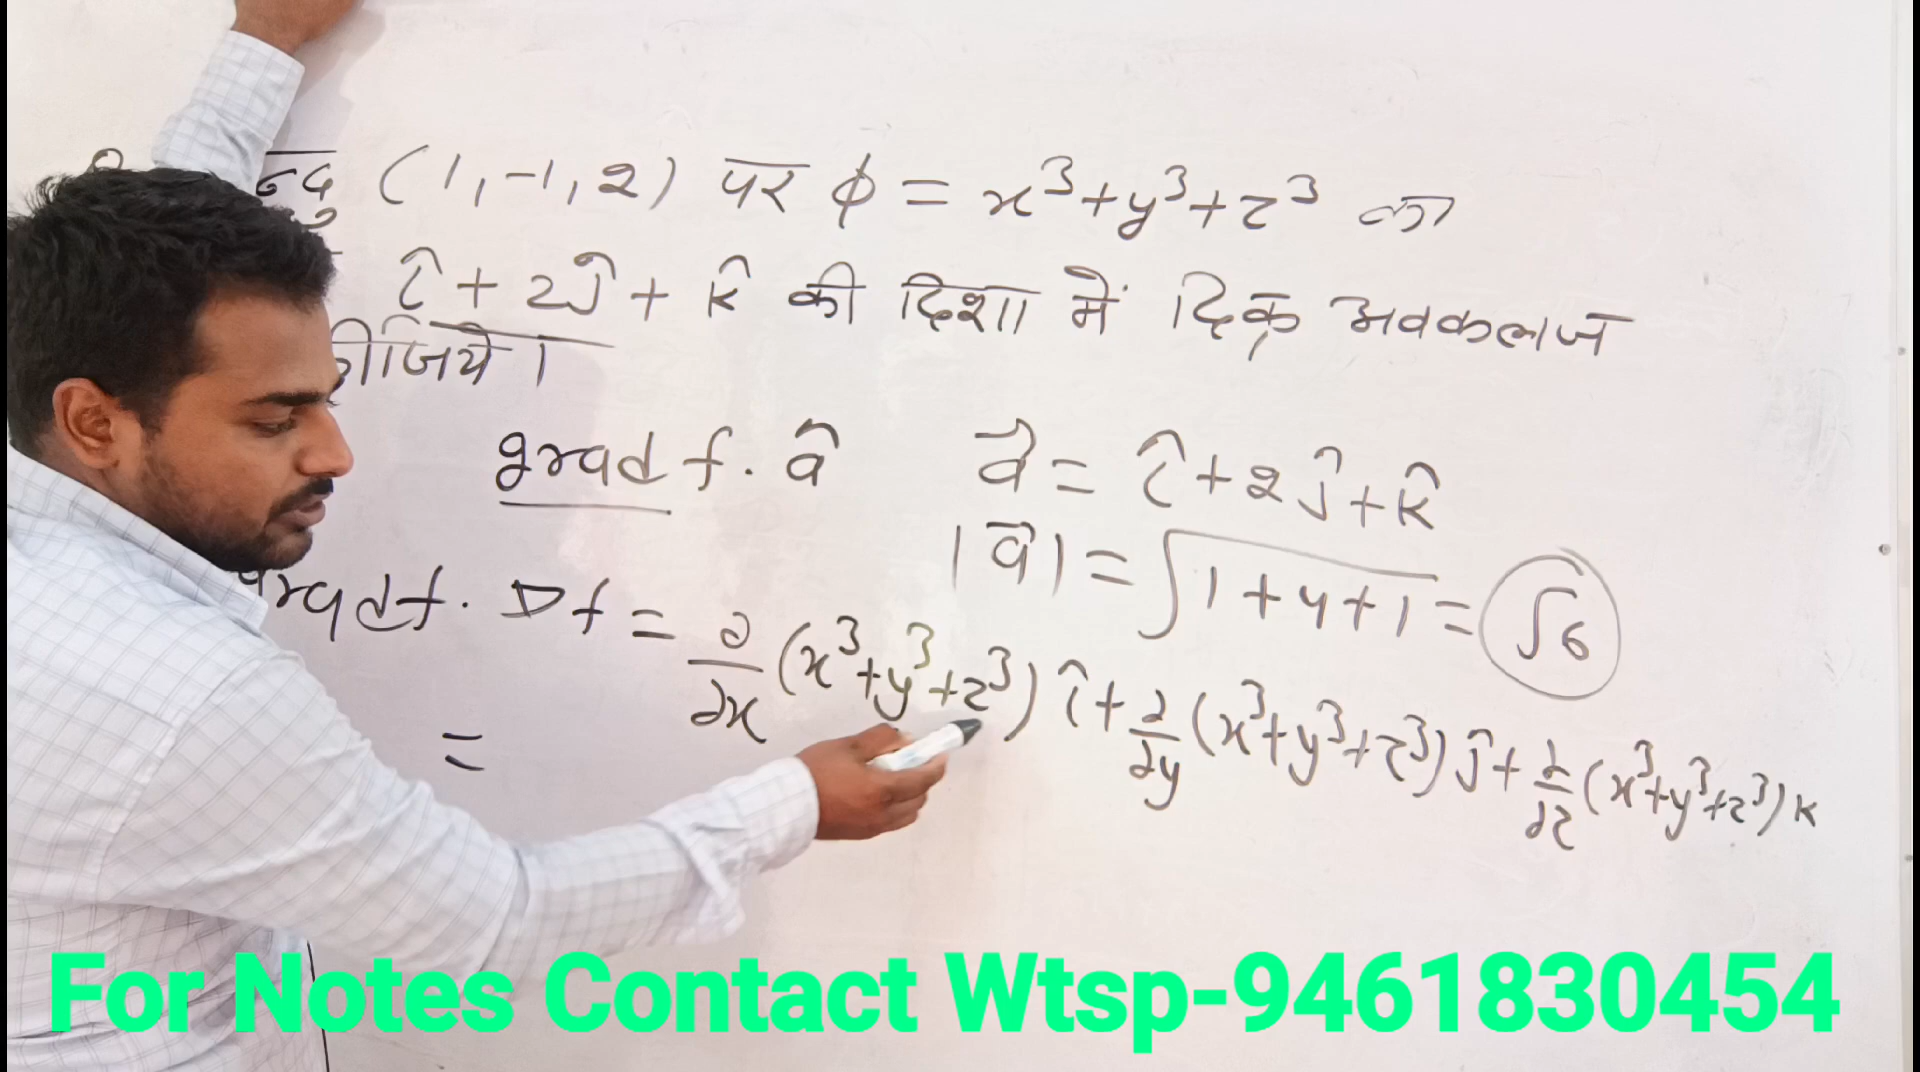 (1,-1,2) पर ϕ = x³+y³+z³ का
î + 2ĵ + k̂ की दिशा में दिक् अवकलज
कीजिये।
grad f. â a⃗ = î+2ĵ+k̂
|a⃗| = √1+4+1 = √6
grad f. ∇f = ∂/∂x (x³+y³+z³) î + ∂/∂y (x³+y³+z³) ĵ + ∂/∂z (x³+y³+z³) k
=
For Notes Contact Wtsp-9461830454